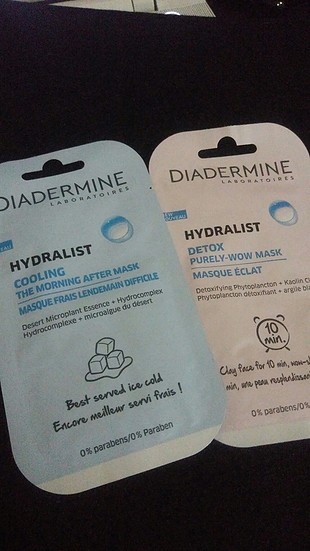 DIADERMINE
LABORATOIRES
HYDRALIST
COOLING
THE MORNING AFTER MASK
MASQUE FRAIS LENDEMAIN DIFFICILE
Desert Microplant Essence + Hydrocomplex
Hydrocomplexe + microalgue du désert
Best served ice cold
Encore meilleur servi frais !
0% parabens/0% Paraben
DIADERMINE
LABORATOIRES
HYDRALIST
DETOX
PURELY-WOW MASK
MASQUE ÉCLAT
Detoxifying Phytoplancton + Kaolin
Phytoplancton détoxifiant + argile
10
min.
Clay face for 10 min,
min, une peau
0% parabens/0%